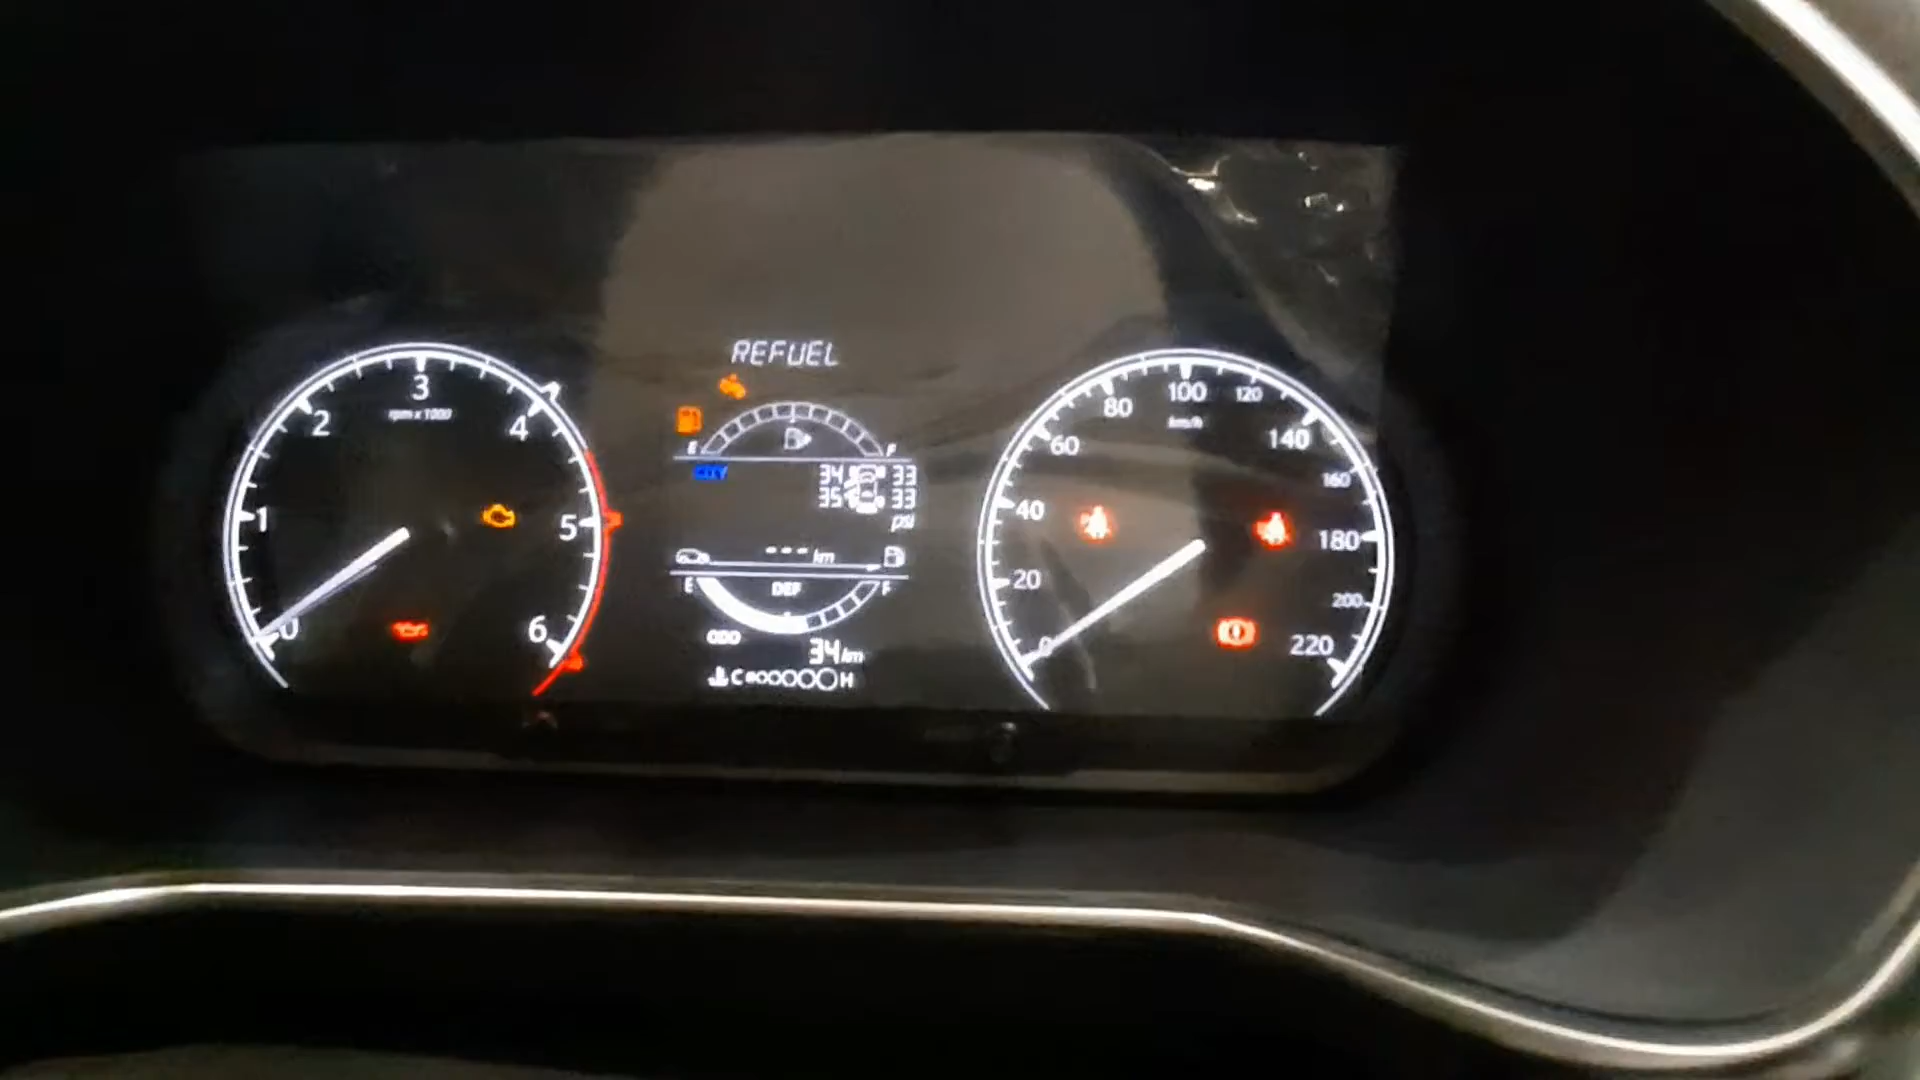 REFUEL
0 1 2 3 4 5 6
rpm x 1000
E F
CITY
34 33
35 33
psi
--- km
E DEF F
ODO
34 km
C H
0 20 40 60 80 100 120 140 160 180 200 220
km/h